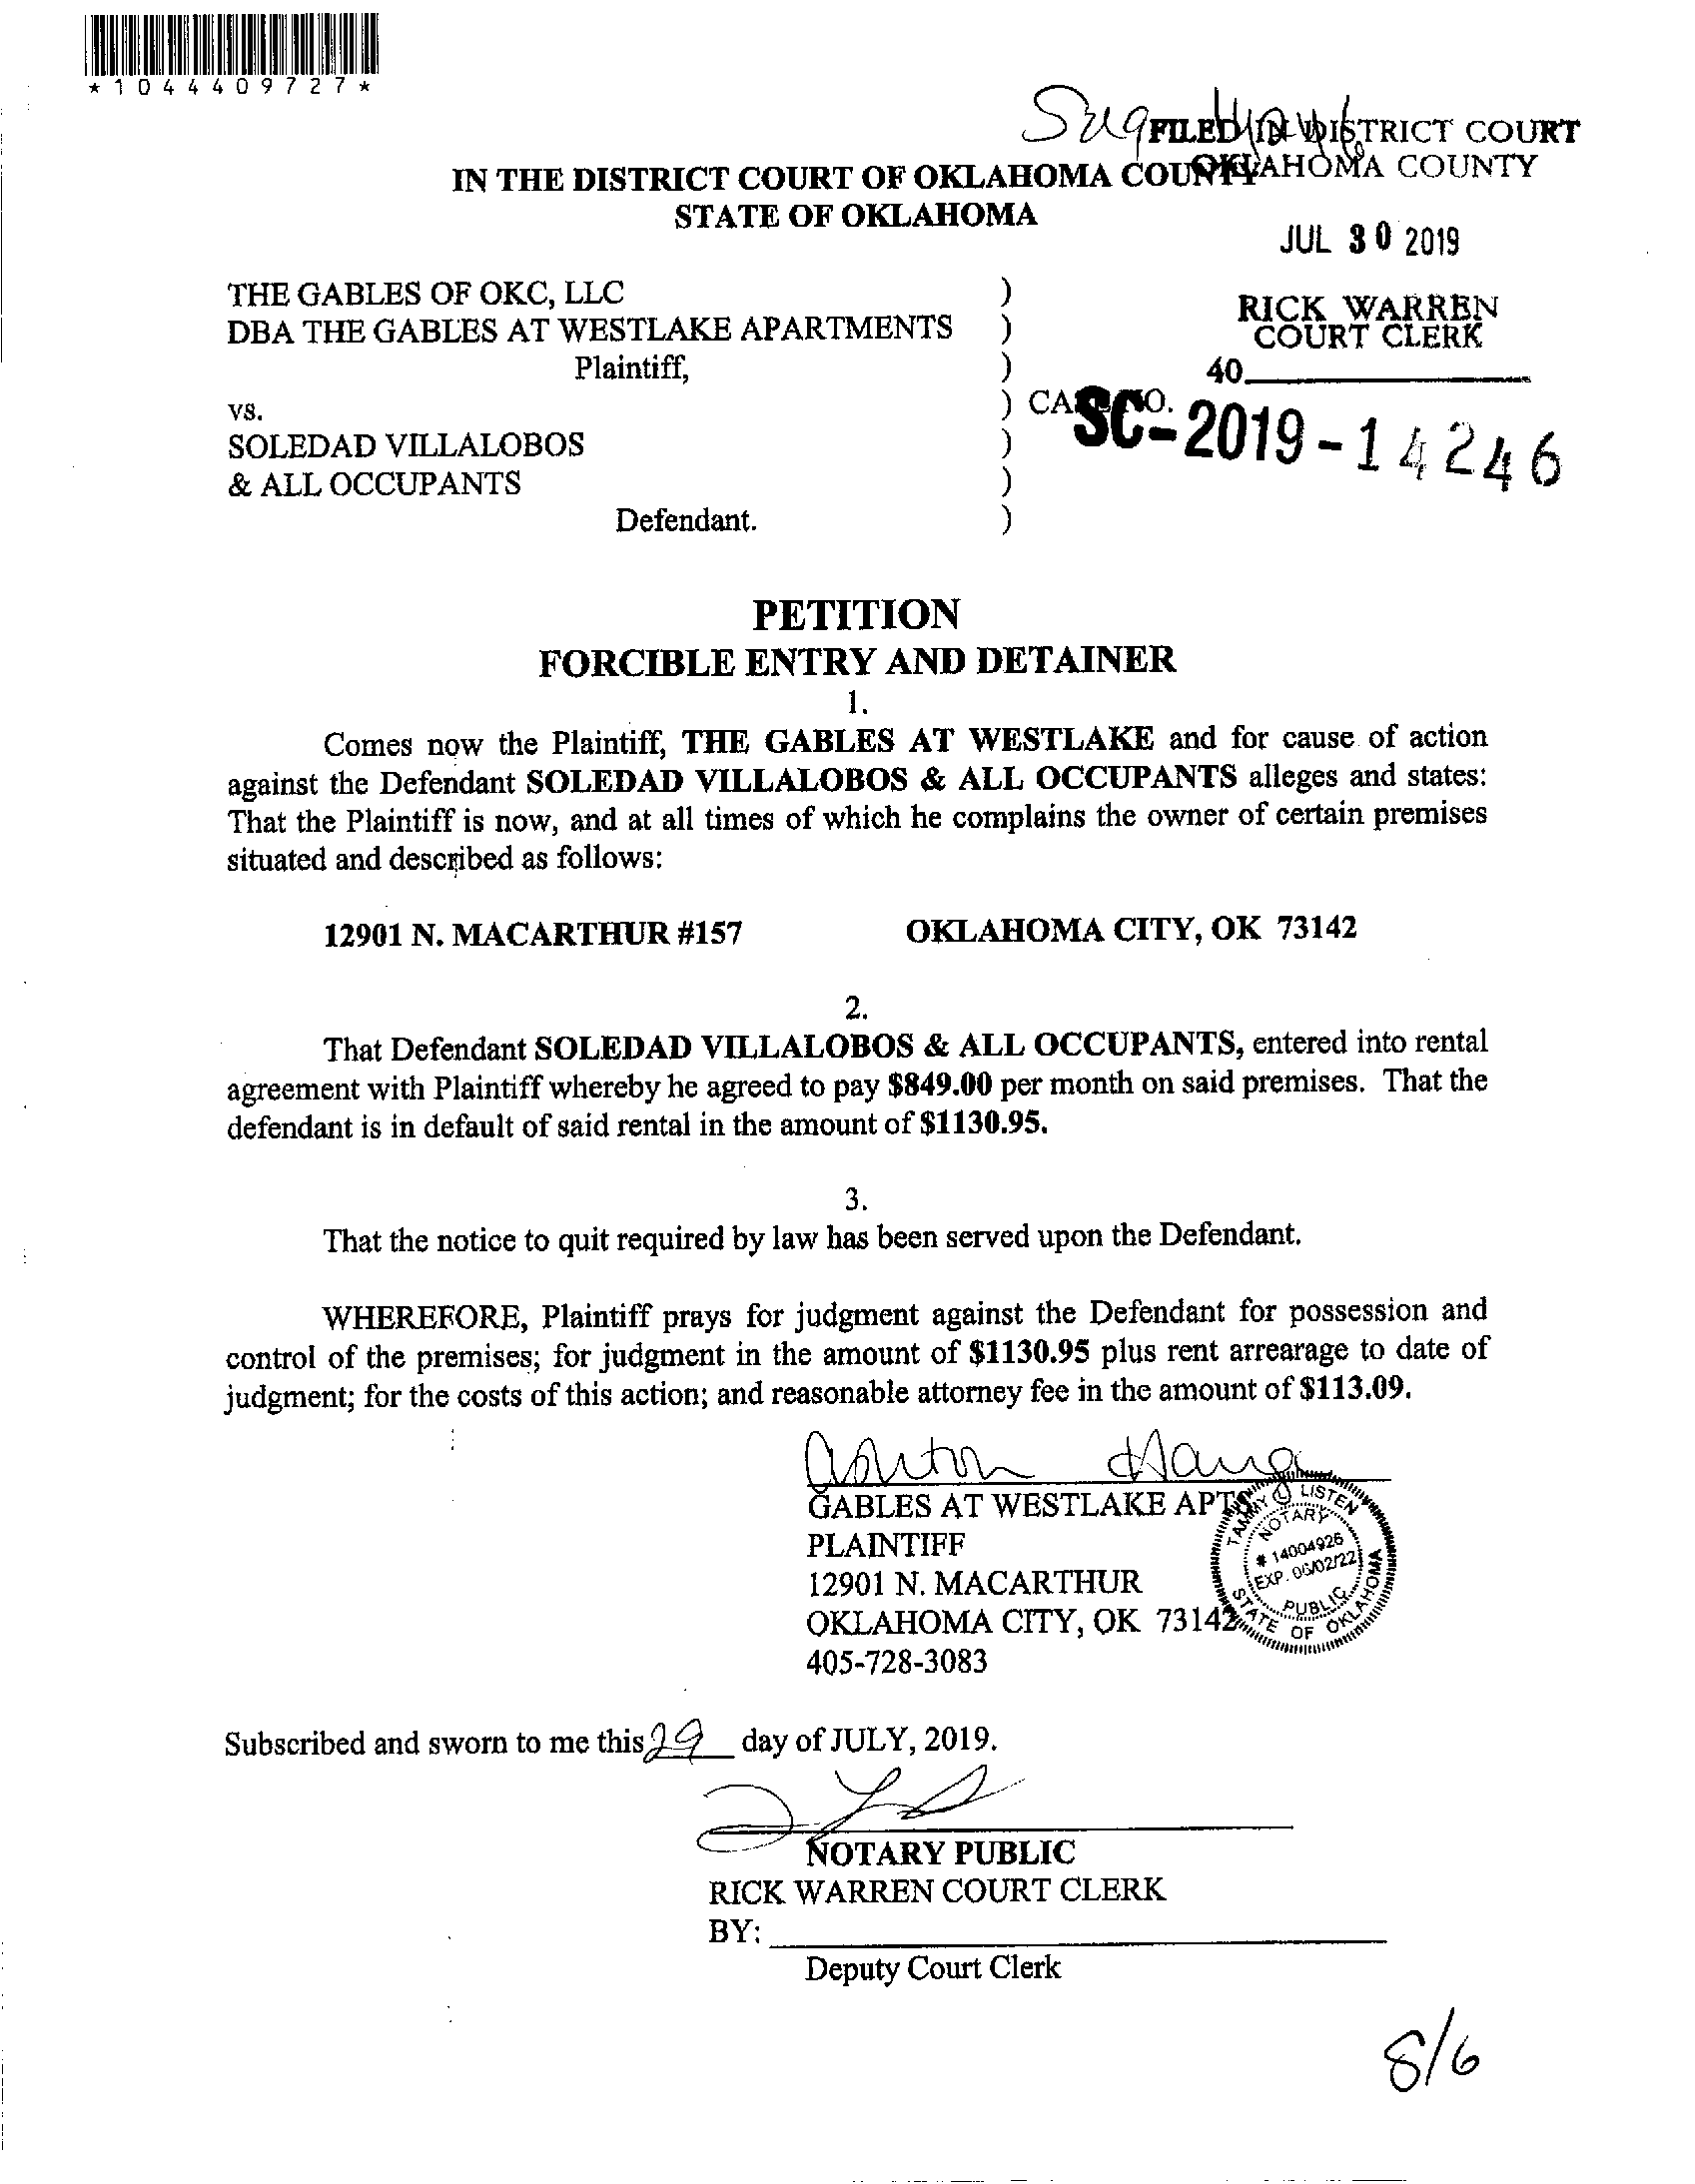 *1044409727*
FILED IN DISTRICT COURT
OKLAHOMA COUNTY
IN THE DISTRICT COURT OF OKLAHOMA COUNTY
STATE OF OKLAHOMA
JUL 30 2019
THE GABLES OF OKC, LLC )
DBA THE GABLES AT WESTLAKE APARTMENTS )
Plaintiff, )
RICK WARREN
COURT CLERK
40
vs. ) CASE NO. SC-2019-14246
SOLEDAD VILLALOBOS )
& ALL OCCUPANTS )
Defendant. )
PETITION
FORCIBLE ENTRY AND DETAINER
1.
Comes now the Plaintiff, THE GABLES AT WESTLAKE and for cause of action
against the Defendant SOLEDAD VILLALOBOS & ALL OCCUPANTS alleges and states:
That the Plaintiff is now, and at all times of which he complains the owner of certain premises
situated and described as follows:
12901 N. MACARTHUR #157 OKLAHOMA CITY, OK 73142
2.
That Defendant SOLEDAD VILLALOBOS & ALL OCCUPANTS, entered into rental
agreement with Plaintiff whereby he agreed to pay $849.00 per month on said premises. That the
defendant is in default of said rental in the amount of $1130.95.
3.
That the notice to quit required by law has been served upon the Defendant.
WHEREFORE, Plaintiff prays for judgment against the Defendant for possession and
control of the premises; for judgment in the amount of $1130.95 plus rent arrearage to date of
judgment; for the costs of this action; and reasonable attorney fee in the amount of $113.09.
GABLES AT WESTLAKE APTS
PLAINTIFF
12901 N. MACARTHUR
OKLAHOMA CITY, OK 73142
405-728-3083
TAMMY L LISTEN
NOTARY
# 14004926
EXP. 06/02/22
PUBLIC
STATE OF OKLAHOMA
Subscribed and sworn to me this 29 day of JULY, 2019.
NOTARY PUBLIC
RICK WARREN COURT CLERK
BY:
Deputy Court Clerk
8/6